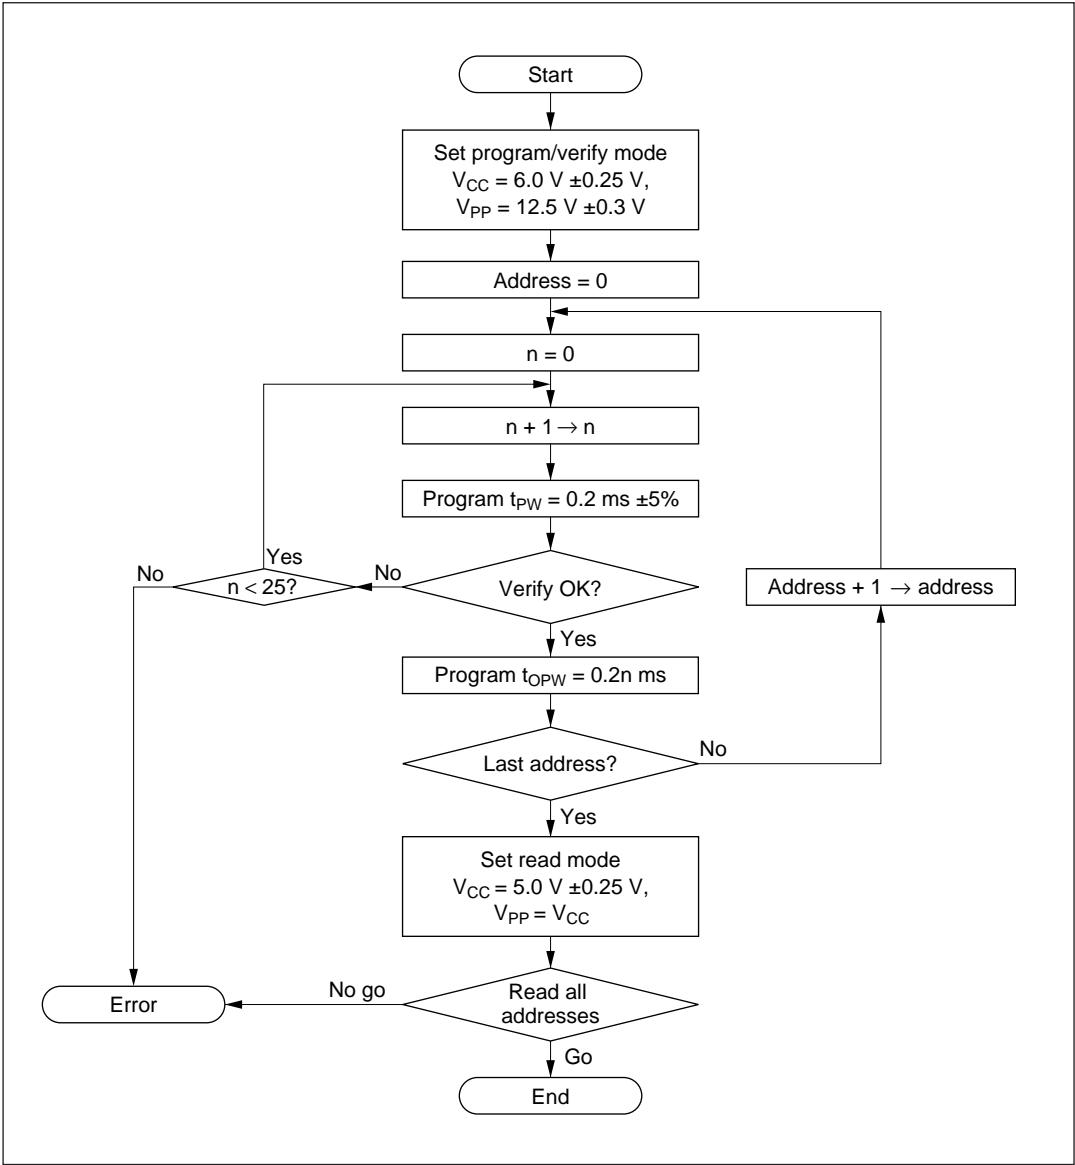 Start
Set program/verify mode
VCC = 6.0 V ±0.25 V,
VPP = 12.5 V ±0.3 V
Address = 0
n = 0
n + 1 → n
Program tPW = 0.2 ms ±5%
Verify OK?
No
n < 25?
Yes
No
Yes
Address + 1 → address
Program tOPW = 0.2n ms
Last address?
No
Yes
Set read mode
VCC = 5.0 V ±0.25 V,
VPP = VCC
Read all
addresses
No go
Error
Go
End